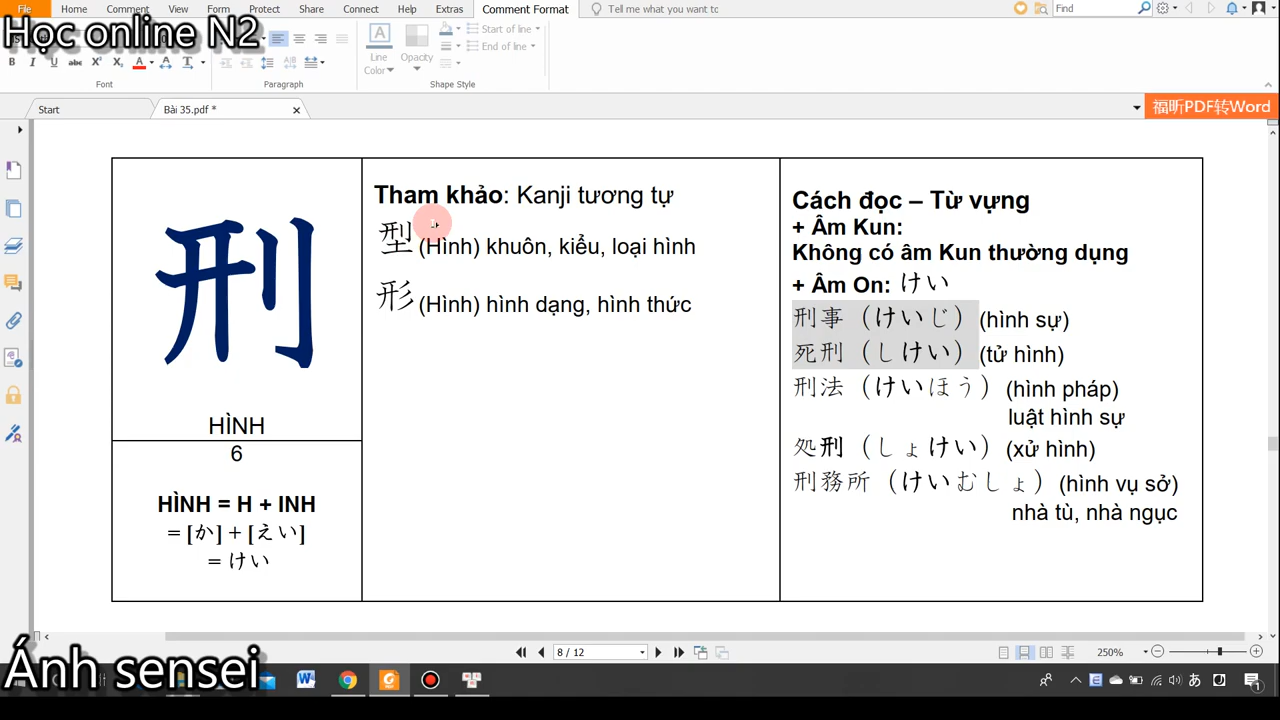 File Home Comment View Form Protect Share Connect Help Extras Comment Format Tell me what you want tc Find
Học online N2
B I U abc X² X₂ A A T
Line Color Opacity Start of line End of line
Font Paragraph Shape Style
Start Bài 35.pdf * 福昕PDF转Word
刑
HÌNH
6
HÌNH = H + INH
= [か] + [えい]
= けい
Tham khảo: Kanji tương tự
型 (Hình) khuôn, kiểu, loại hình
形 (Hình) hình dạng, hình thức
Cách đọc – Từ vựng
+ Âm Kun:
Không có âm Kun thường dụng
+ Âm On: けい
刑事（けいじ）(hình sự)
死刑（しけい）(tử hình)
刑法（けいほう）(hình pháp)
luật hình sự
処刑（しょけい）(xử hình)
刑務所（けいむしょ）(hình vụ sở)
nhà tù, nhà ngục
8 / 12 250%
Ánh sensei